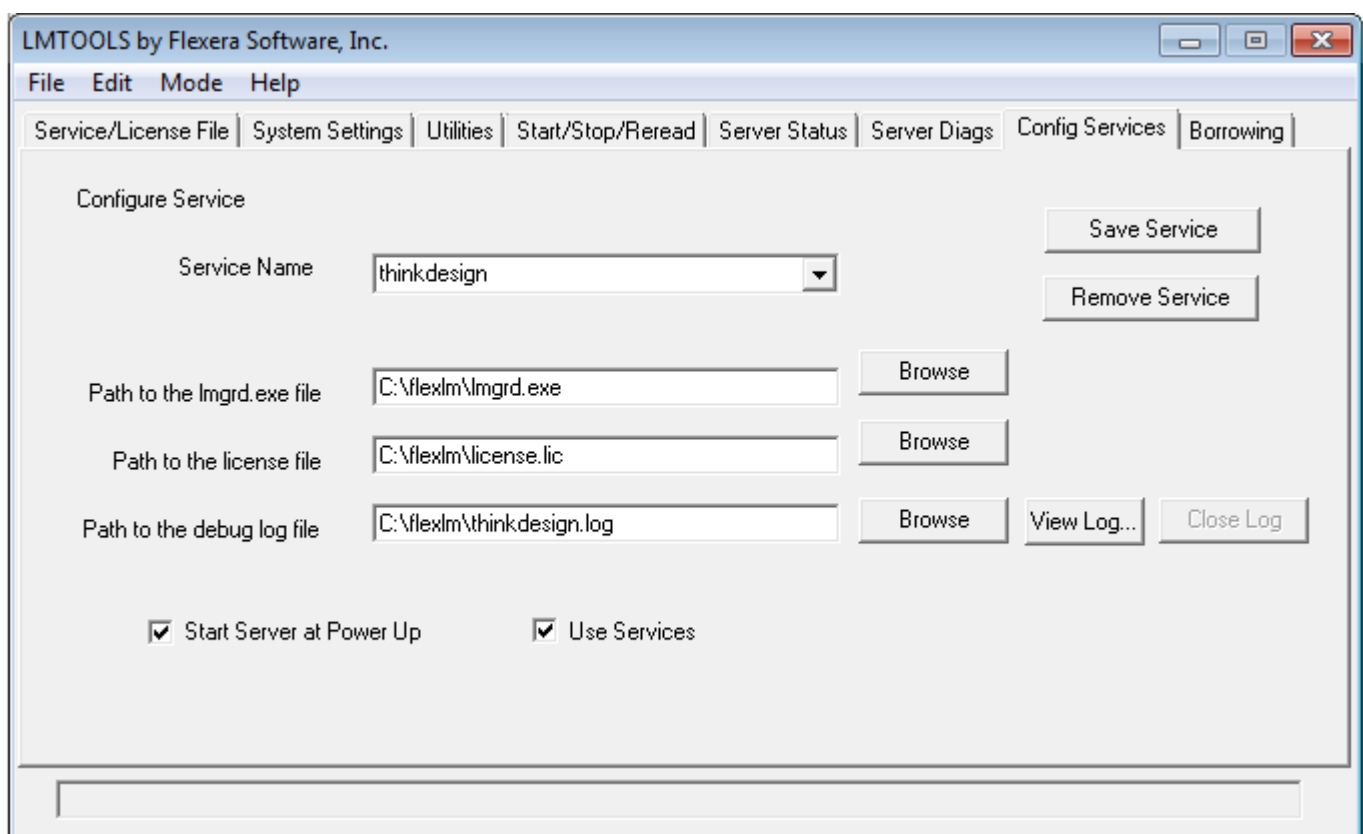 LMTOOLS by Flexera Software, Inc.
File Edit Mode Help
Service/License File System Settings Utilities Start/Stop/Reread Server Status Server Diags Config Services Borrowing
Configure Service
Save Service
Service Name thinkdesign
Remove Service
Path to the lmgrd.exe file C:\flexlm\lmgrd.exe Browse
Path to the license file C:\flexlm\license.lic Browse
Path to the debug log file C:\flexlm\thinkdesign.log Browse View Log... Close Log
Start Server at Power Up Use Services